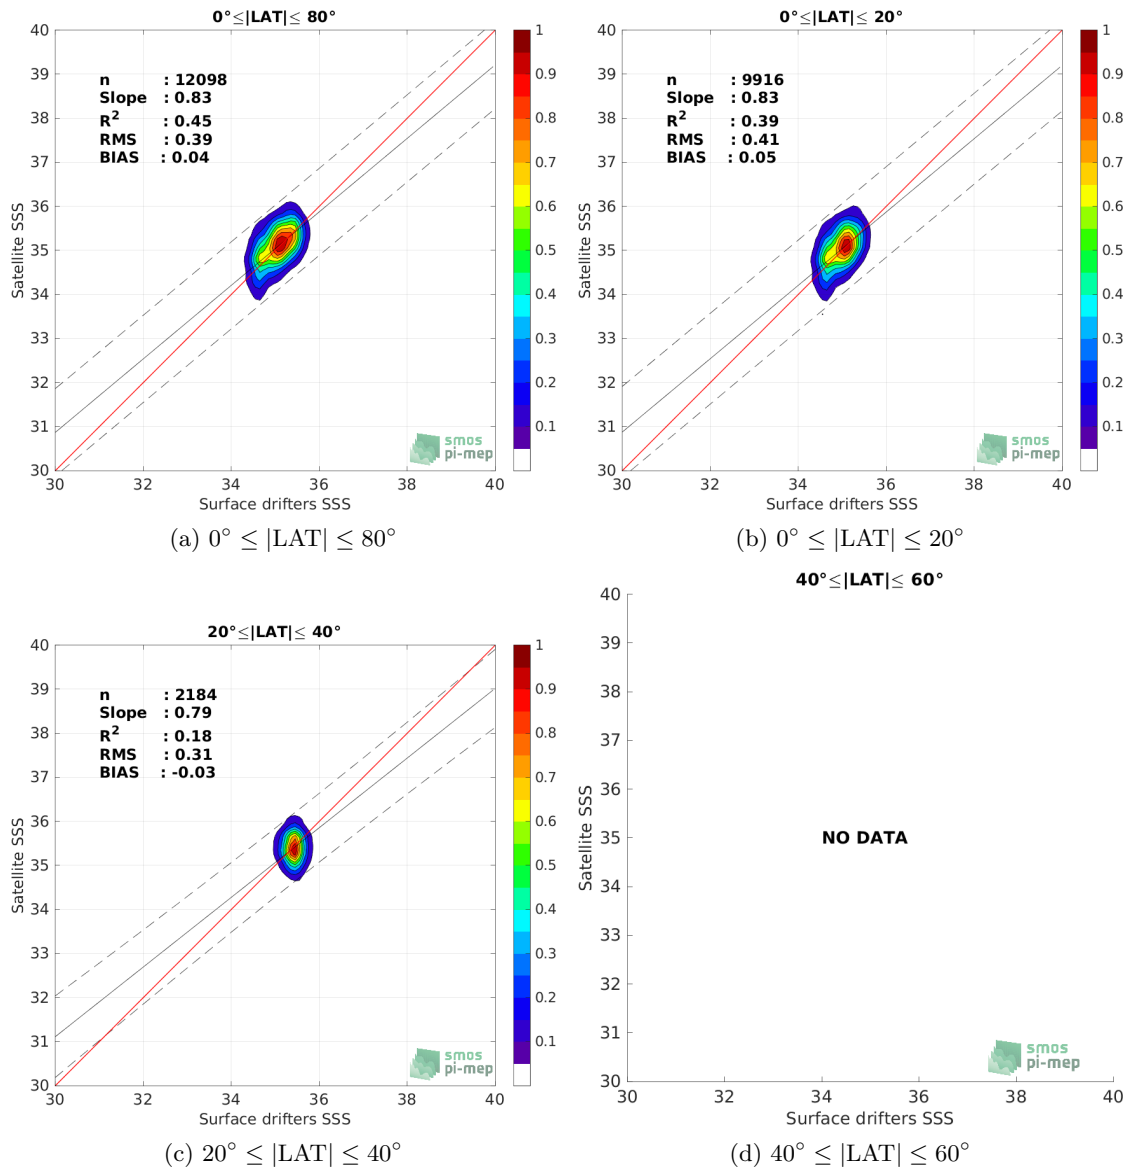 0°≤|LAT|≤ 80°
40
39
38
37
36
35
34
33
32
31
30
Satellite SSS
n : 12098
Slope : 0.83
R2 : 0.45
RMS : 0.39
BIAS : 0.04
smos
pi-mep
30 32 34 36 38 40
Surface drifters SSS
1
0.9
0.8
0.7
0.6
0.5
0.4
0.3
0.2
0.1
(a) 0° ≤ |LAT| ≤ 80°
0°≤|LAT|≤ 20°
40
39
38
37
36
35
34
33
32
31
30
Satellite SSS
n : 9916
Slope : 0.83
R2 : 0.39
RMS : 0.41
BIAS : 0.05
smos
pi-mep
30 32 34 36 38 40
Surface drifters SSS
1
0.9
0.8
0.7
0.6
0.5
0.4
0.3
0.2
0.1
(b) 0° ≤ |LAT| ≤ 20°
20°≤|LAT|≤ 40°
40
39
38
37
36
35
34
33
32
31
30
Satellite SSS
n : 2184
Slope : 0.79
R2 : 0.18
RMS : 0.31
BIAS : -0.03
smos
pi-mep
30 32 34 36 38 40
Surface drifters SSS
1
0.9
0.8
0.7
0.6
0.5
0.4
0.3
0.2
0.1
(c) 20° ≤ |LAT| ≤ 40°
40°≤|LAT|≤ 60°
40
39
38
37
36
35
34
33
32
31
30
Satellite SSS
NO DATA
smos
pi-mep
30 32 34 36 38 40
Surface drifters SSS
(d) 40° ≤ |LAT| ≤ 60°